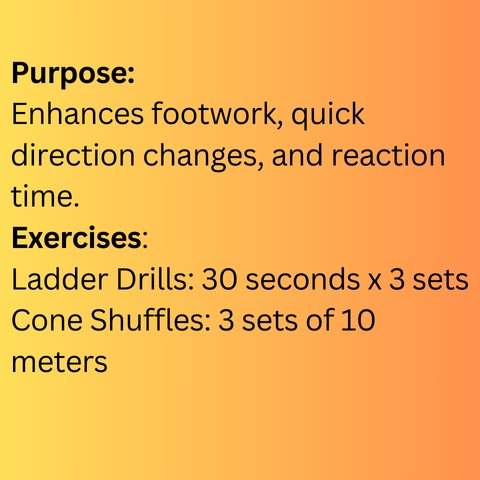 Purpose:
Enhances footwork, quick
direction changes, and reaction
time.
Exercises:
Ladder Drills: 30 seconds x 3 sets
Cone Shuffles: 3 sets of 10
meters